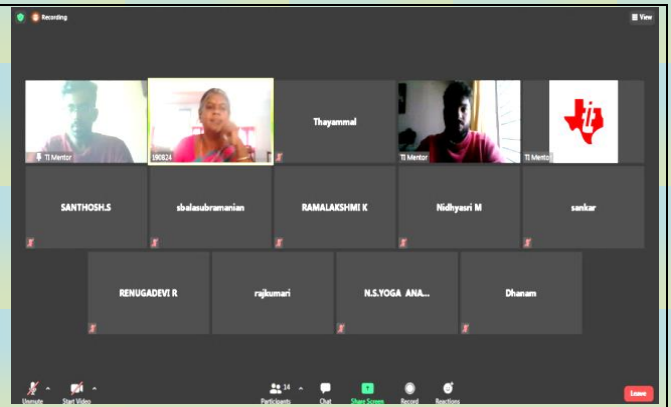 Recording
View
TI Mentor
190824
Thayammal
TI Mentor
TI Mentor
SANTHOSH.S
sbalasubramanian
RAMALAKSHMI K
Nidhyasri M
sankar
RENUGADEVI R
rajkumari
N.S.YOGA ANA...
Dhanam
Unmute
Start Video
14
Participants
Chat
Share Screen
Record
Reactions
Leave